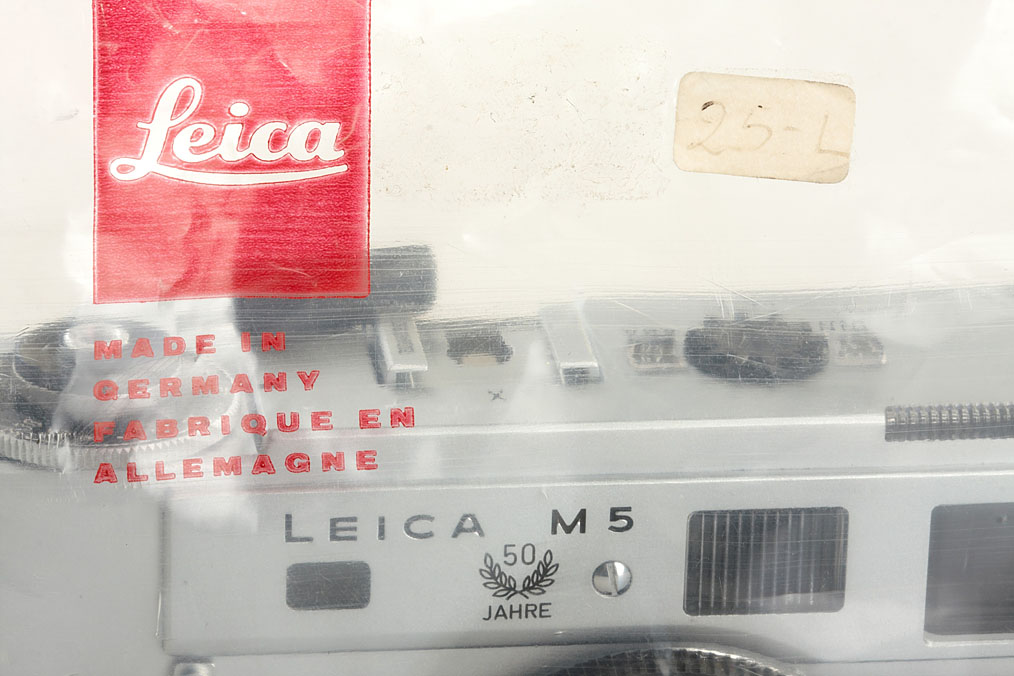 Leica
25-L
MADE IN
GERMANY
FABRIQUE EN
ALLEMAGNE
LEICA M5
50
JAHRE